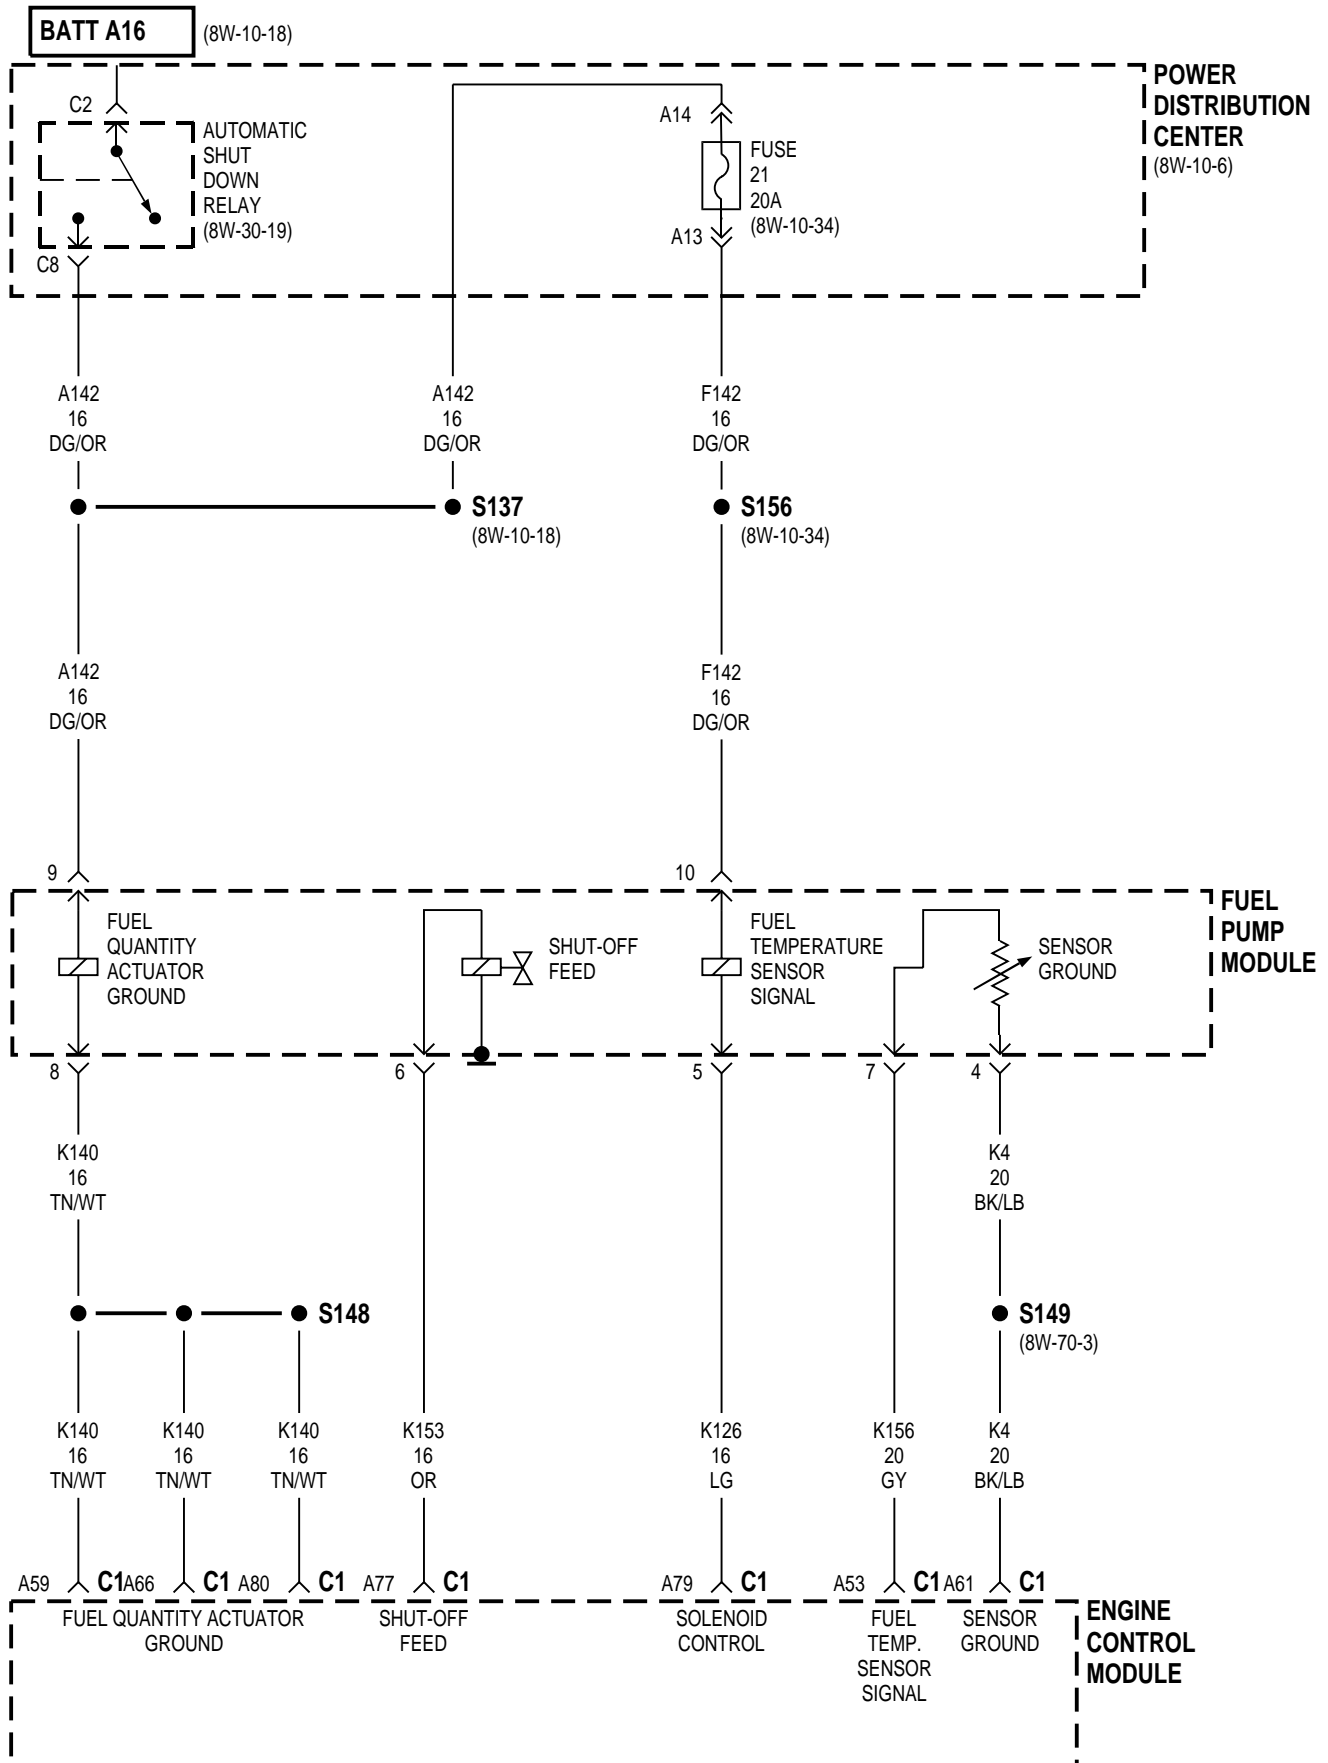 BATT A16 (8W-10-18)
POWER
DISTRIBUTION
CENTER
(8W-10-6)
C2
AUTOMATIC
SHUT
DOWN
RELAY
(8W-30-19)
C8
A14
FUSE
21
20A
(8W-10-34)
A13
A142
16
DG/OR
A142
16
DG/OR
F142
16
DG/OR
S137
(8W-10-18)
S156
(8W-10-34)
A142
16
DG/OR
F142
16
DG/OR
9
10
FUEL
PUMP
MODULE
FUEL
QUANTITY
ACTUATOR
GROUND
SHUT-OFF
FEED
FUEL
TEMPERATURE
SENSOR
SIGNAL
SENSOR
GROUND
8
6
5
7
4
K140
16
TN/WT
K4
20
BK/LB
S148
S149
(8W-70-3)
K140
16
TN/WT
K140
16
TN/WT
K140
16
TN/WT
K153
16
OR
K126
16
LG
K156
20
GY
K4
20
BK/LB
A59 C1 A66 C1 A80 C1 A77 C1 A79 C1 A53 C1 A61 C1
FUEL QUANTITY ACTUATOR
GROUND
SHUT-OFF
FEED
SOLENOID
CONTROL
FUEL
TEMP.
SENSOR
SIGNAL
SENSOR
GROUND
ENGINE
CONTROL
MODULE